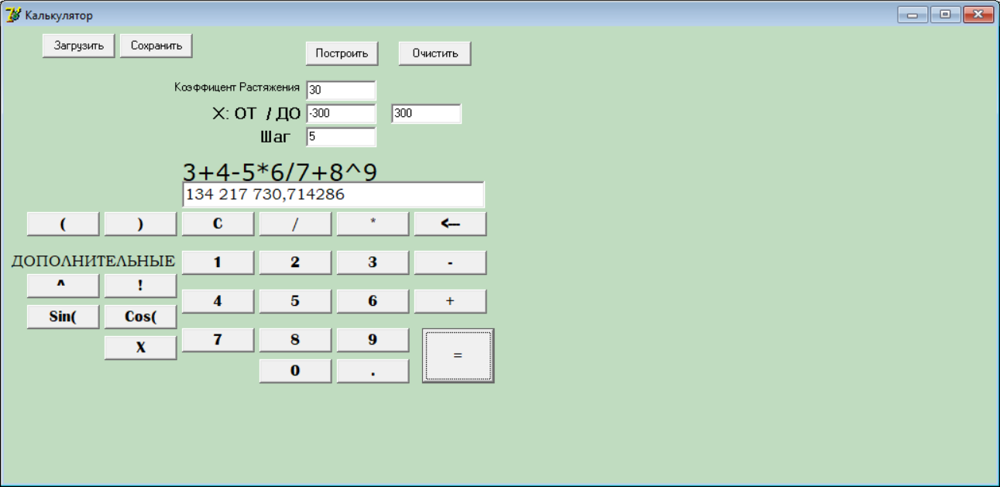 Калькулятор
Загрузить Сохранить
Построить Очистить
Коэффицент Растяжения 30
X: ОТ / ДО -300 300
Шаг 5
3+4-5*6/7+8^9
134 217 730,714286
( ) C / * <---
ДОПОЛНИТЕЛЬНЫЕ 1 2 3 -
^ !
4 5 6 +
Sin( Cos(
7 8 9
X =
0 .